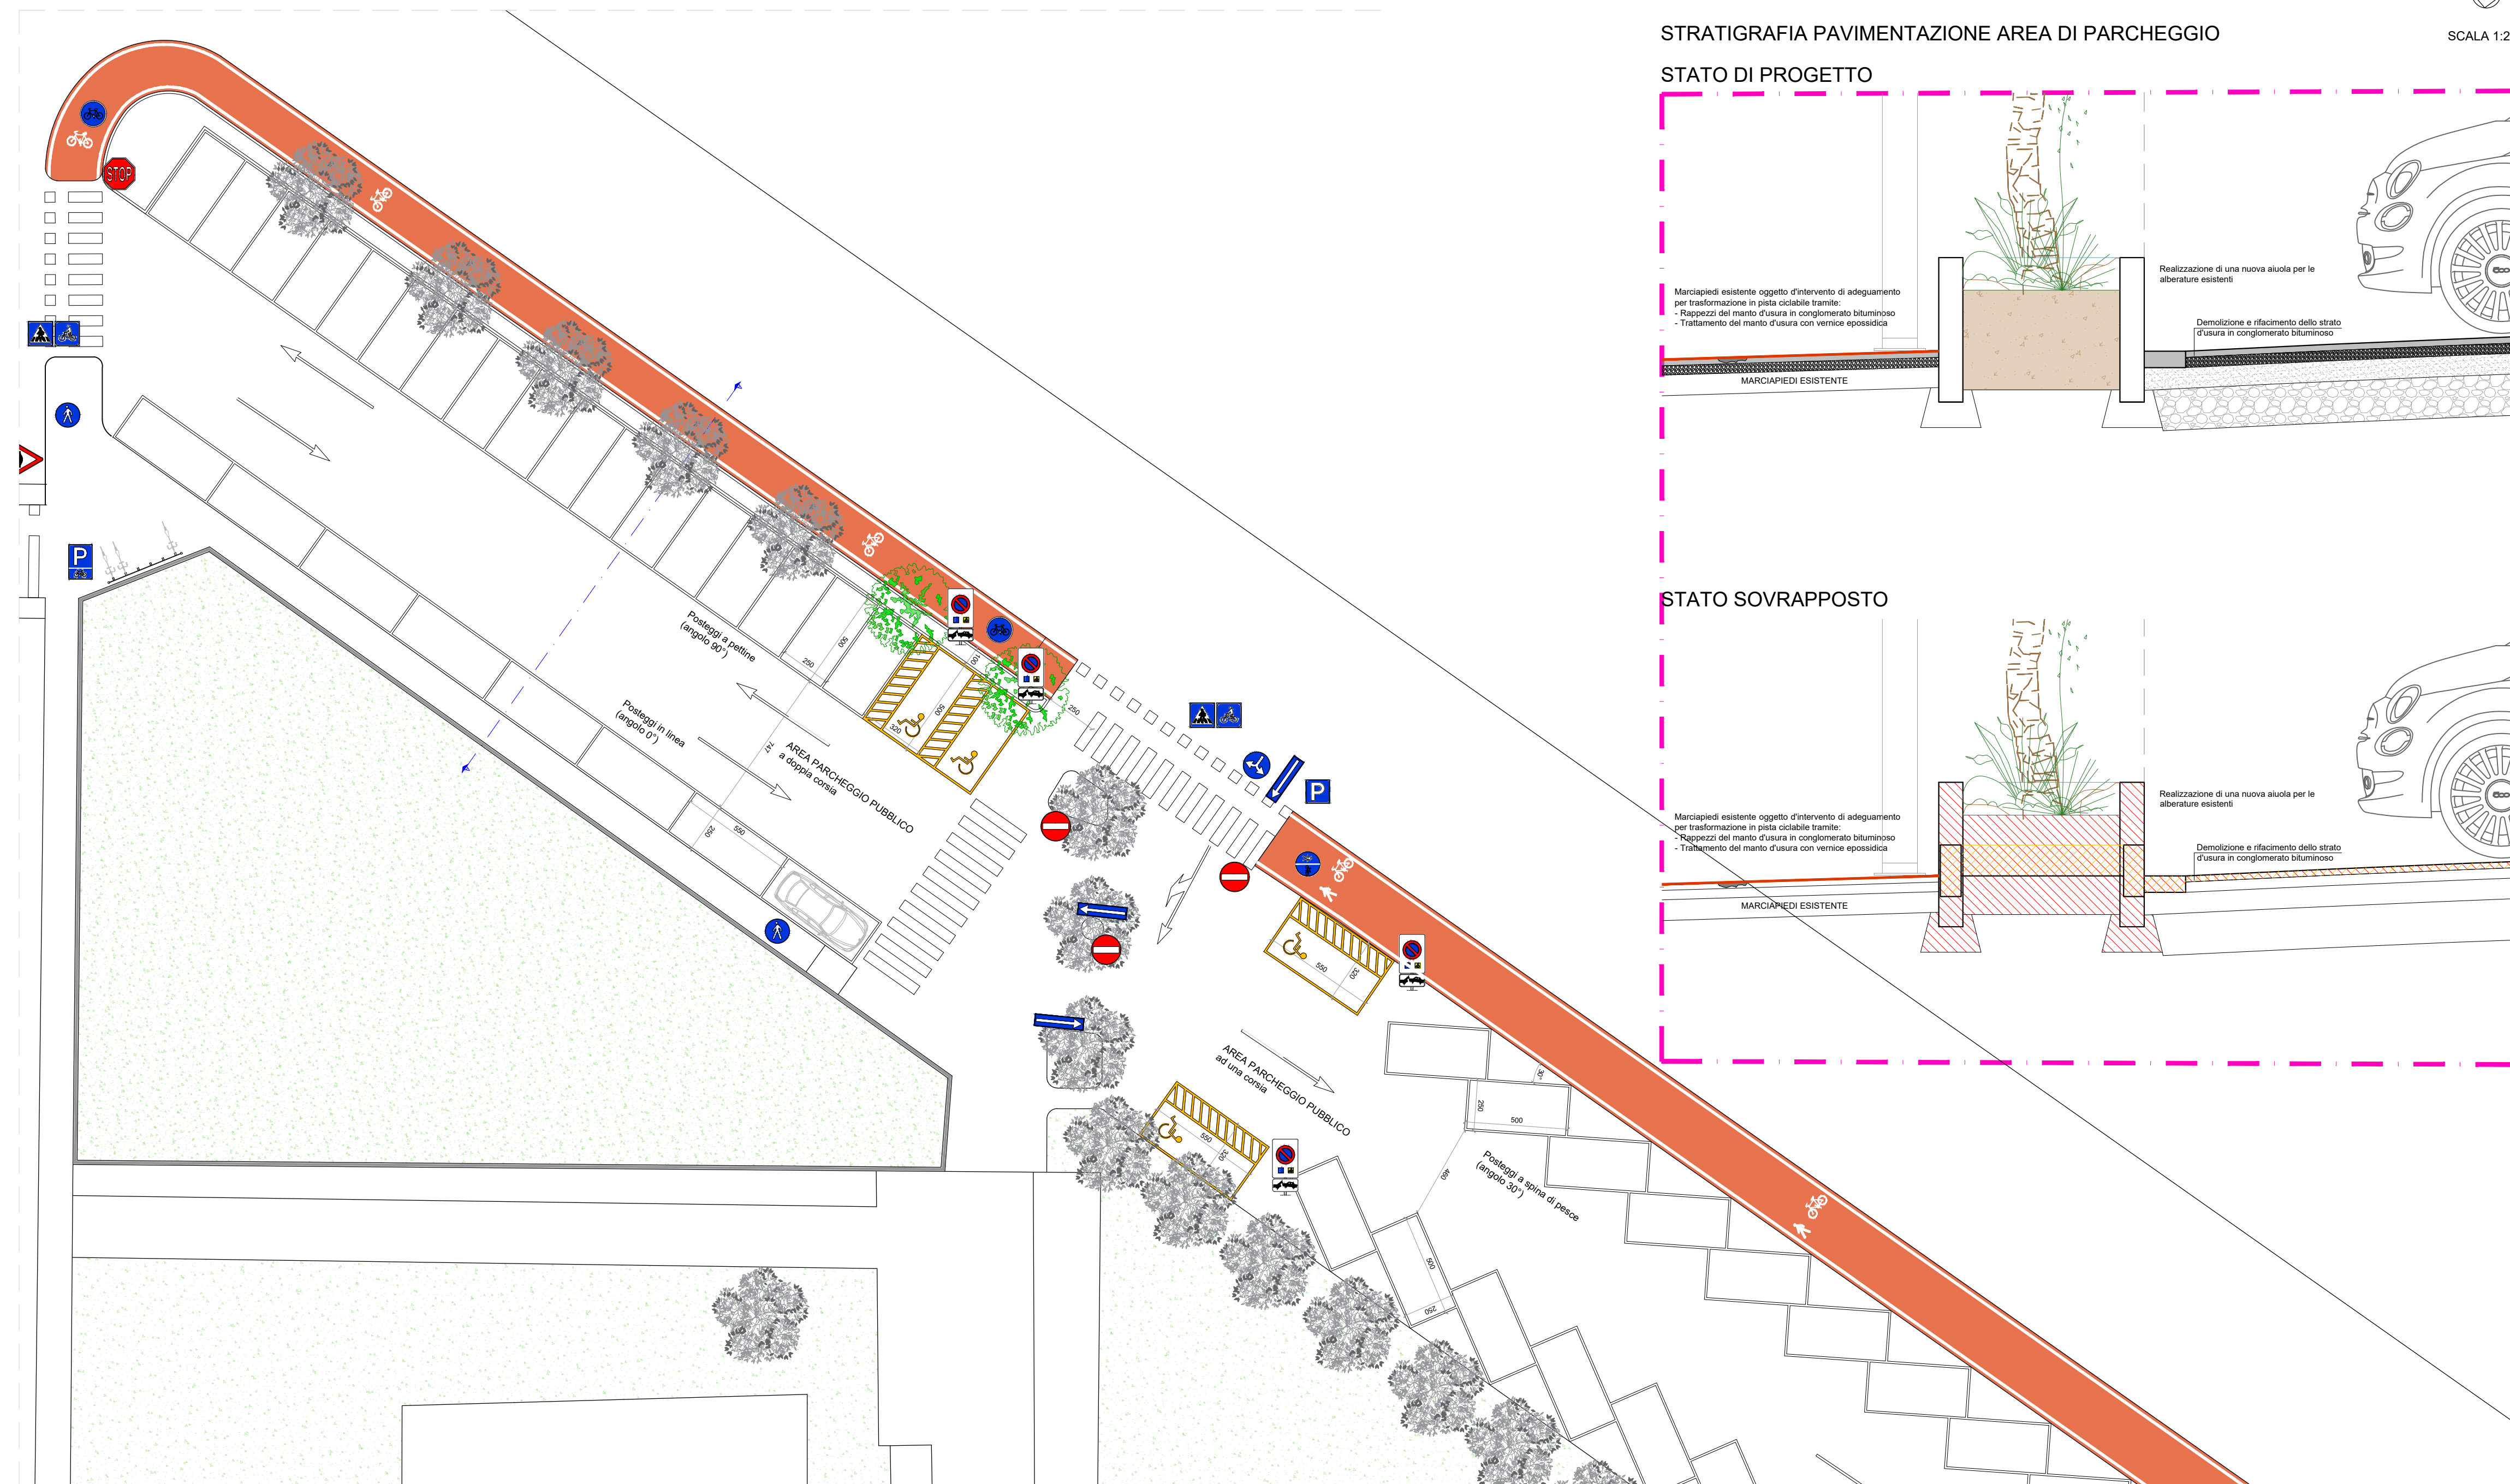 STRATIGRAFIA PAVIMENTAZIONE AREA DI PARCHEGGIO
SCALA 1:2
STATO DI PROGETTO
Marciapiedi esistente oggetto d'intervento di adeguamento
per trasformazione in pista ciclabile tramite:
- Rappezzi del manto d'usura in conglomerato bituminoso
- Trattamento del manto d'usura con vernice epossidica
MARCIAPIEDI ESISTENTE
Realizzazione di una nuova aiuola per le
alberature esistenti
Demolizione e rifacimento dello strato
d'usura in conglomerato bituminoso
STATO SOVRAPPOSTO
Marciapiedi esistente oggetto d'intervento di adeguamento
per trasformazione in pista ciclabile tramite:
- Rappezzi del manto d'usura in conglomerato bituminoso
- Trattamento del manto d'usura con vernice epossidica
MARCIAPIEDI ESISTENTE
Realizzazione di una nuova aiuola per le
alberature esistenti
Demolizione e rifacimento dello strato
d'usura in conglomerato bituminoso
STOP
P
Posteggi a pettine
(angolo 90°)
250
500
100
500
320
250
Posteggi in linea
(angolo 0°)
747
AREA PARCHEGGIO PUBBLICO
a doppia corsia
550
250
P
550
320
AREA PARCHEGGIO PUBBLICO
ad una corsia
30°
250
500
460
Posteggi a spina di pesce
(angolo 30°)
550
320
500
250